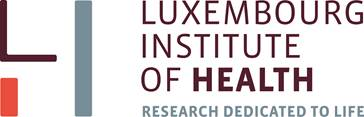 LUXEMBOURG
INSTITUTE
OF HEALTH
RESEARCH DEDICATED TO LIFE